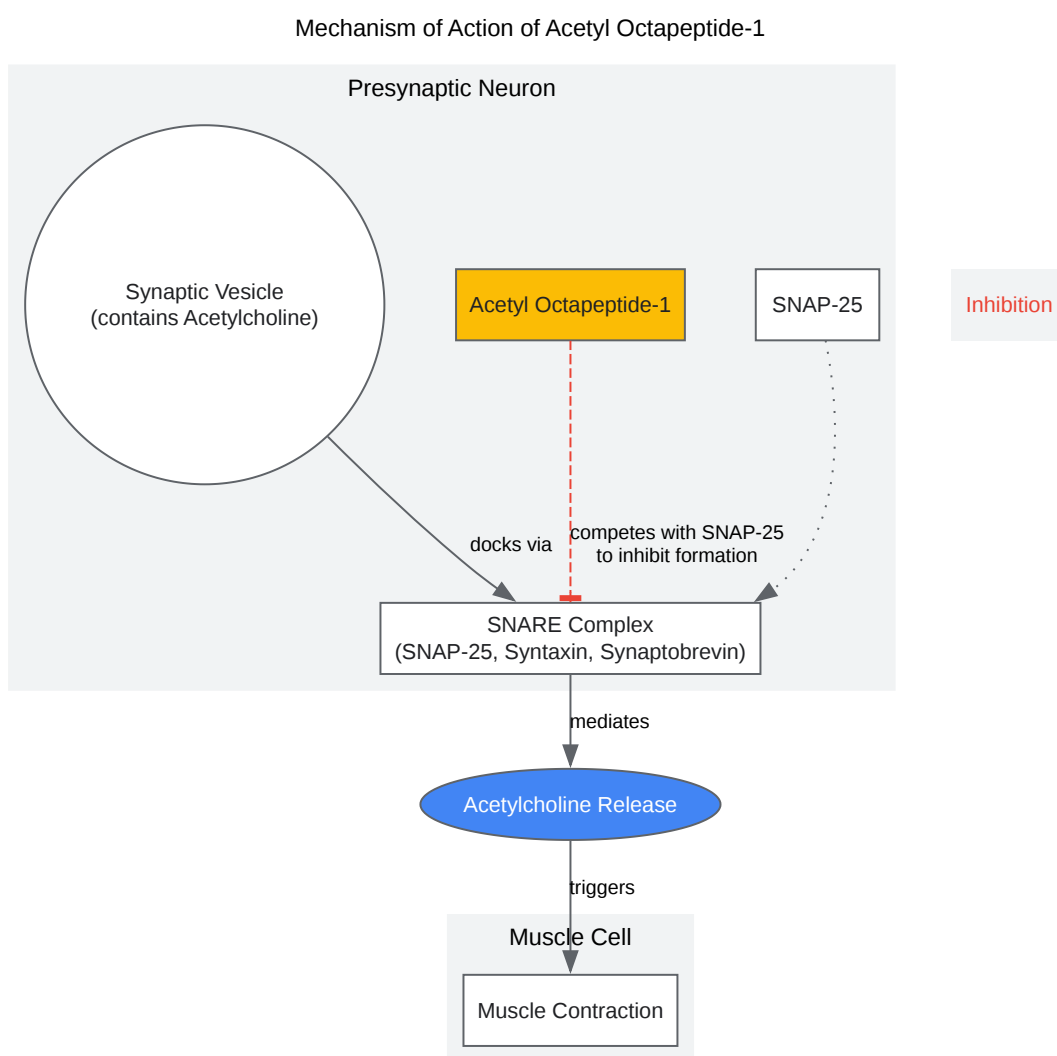 Mechanism of Action of Acetyl Octapeptide-1
Presynaptic Neuron
Synaptic Vesicle
(contains Acetylcholine)
Acetyl Octapeptide-1
SNAP-25
Inhibition
docks via
competes with SNAP-25
to inhibit formation
SNARE Complex
(SNAP-25, Syntaxin, Synaptobrevin)
mediates
Acetylcholine Release
triggers
Muscle Cell
Muscle Contraction